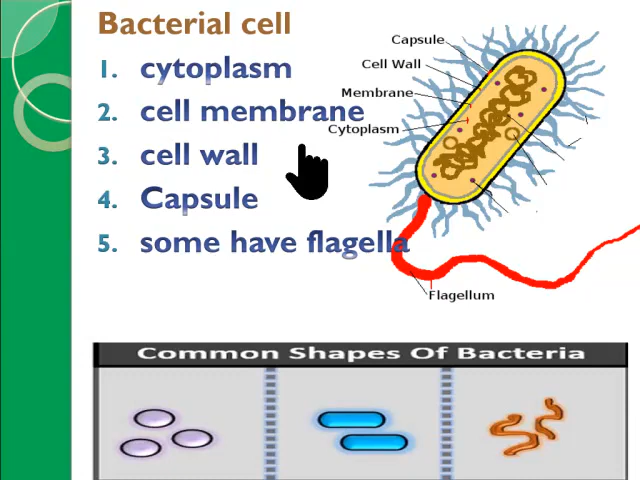 Bacterial cell
1. cytoplasm
2. cell membrane
3. cell wall
4. Capsule
5. some have flagella
Capsule
Cell Wall
Membrane
Cytoplasm
Flagellum
Common Shapes Of Bacteria